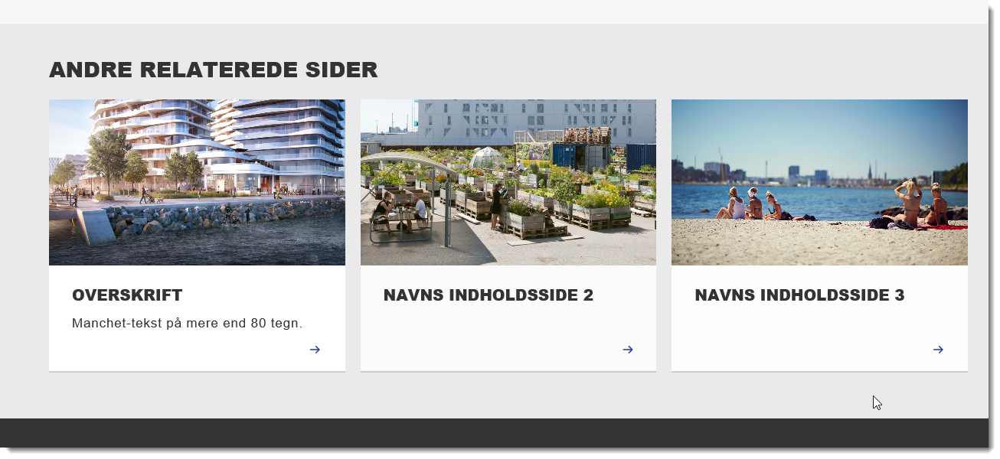 ANDRE RELATEREDE SIDER
OVERSKRIFT
Manchet-tekst på mere end 80 tegn.
NAVNS INDHOLDSSIDE 2
NAVNS INDHOLDSSIDE 3